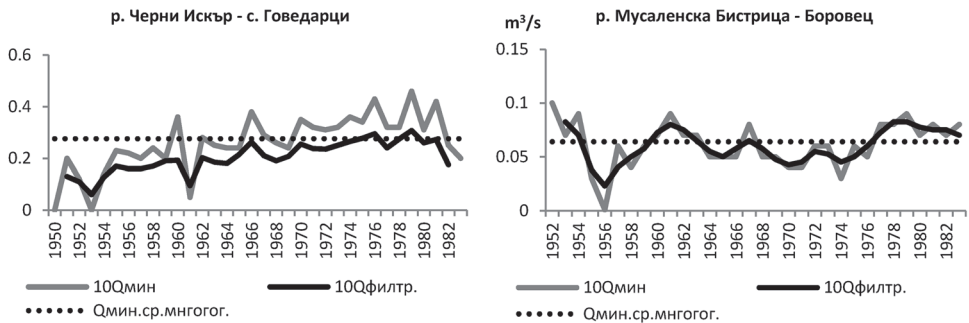 р. Черни Искър - с. Говедарци
0.6
0.4
0.2
0
1950 1952 1954 1956 1958 1960 1962 1964 1966 1968 1970 1972 1974 1976 1978 1980 1982
10Qмин 10Qфилтр.
Qмин.ср.мнгогог.
р. Мусаленска Бистрица - Боровец
m³/s
0.15
0.1
0.05
0
1952 1954 1956 1958 1960 1962 1964 1966 1968 1970 1972 1974 1976 1978 1980 1982
10Qмин 10Qфилтр.
Qмин.ср.мнгогог.